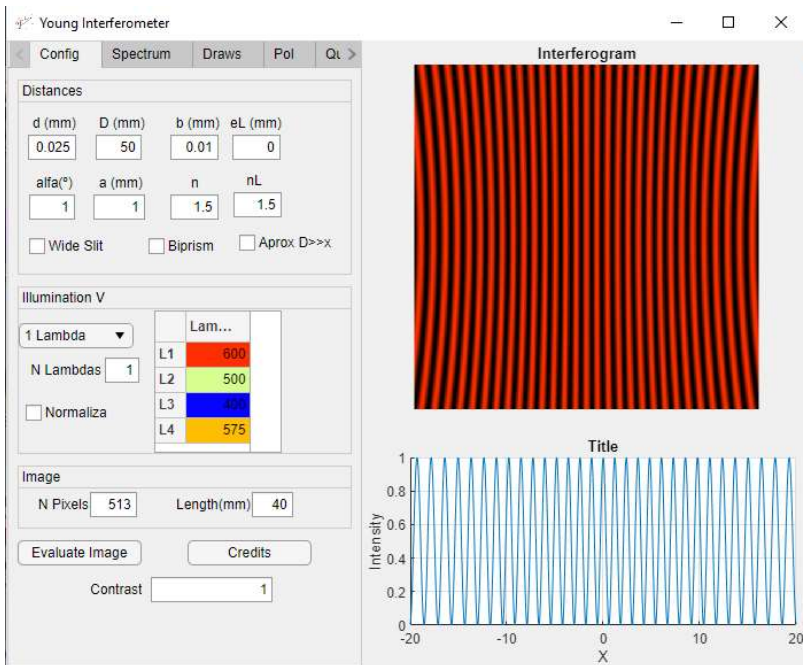 Young Interferometer
Config Spectrum Draws Pol Qu
Distances
d (mm) D (mm) b (mm) eL (mm)
0.025 50 0.01 0
alfa(º) a (mm) n nL
1 1 1.5 1.5
Wide Slit Biprism Aprox D>>x
Illumination V
1 Lambda
N Lambdas 1
Normaliza
Lam...
L1 600
L2 500
L3 400
L4 575
Image
N Pixels 513 Length(mm) 40
Evaluate Image Credits
Contrast 1
Interferogram
Title
Intensity
1
0.8
0.6
0.4
0.2
0
-20 -10 0 10 20
X